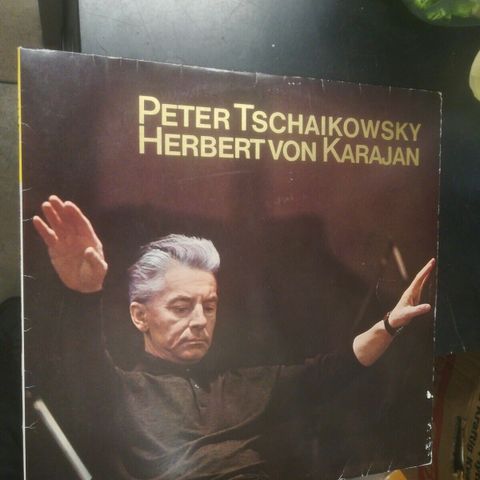 PETER TSCHAIKOWSKY
HERBERT VON KARAJAN